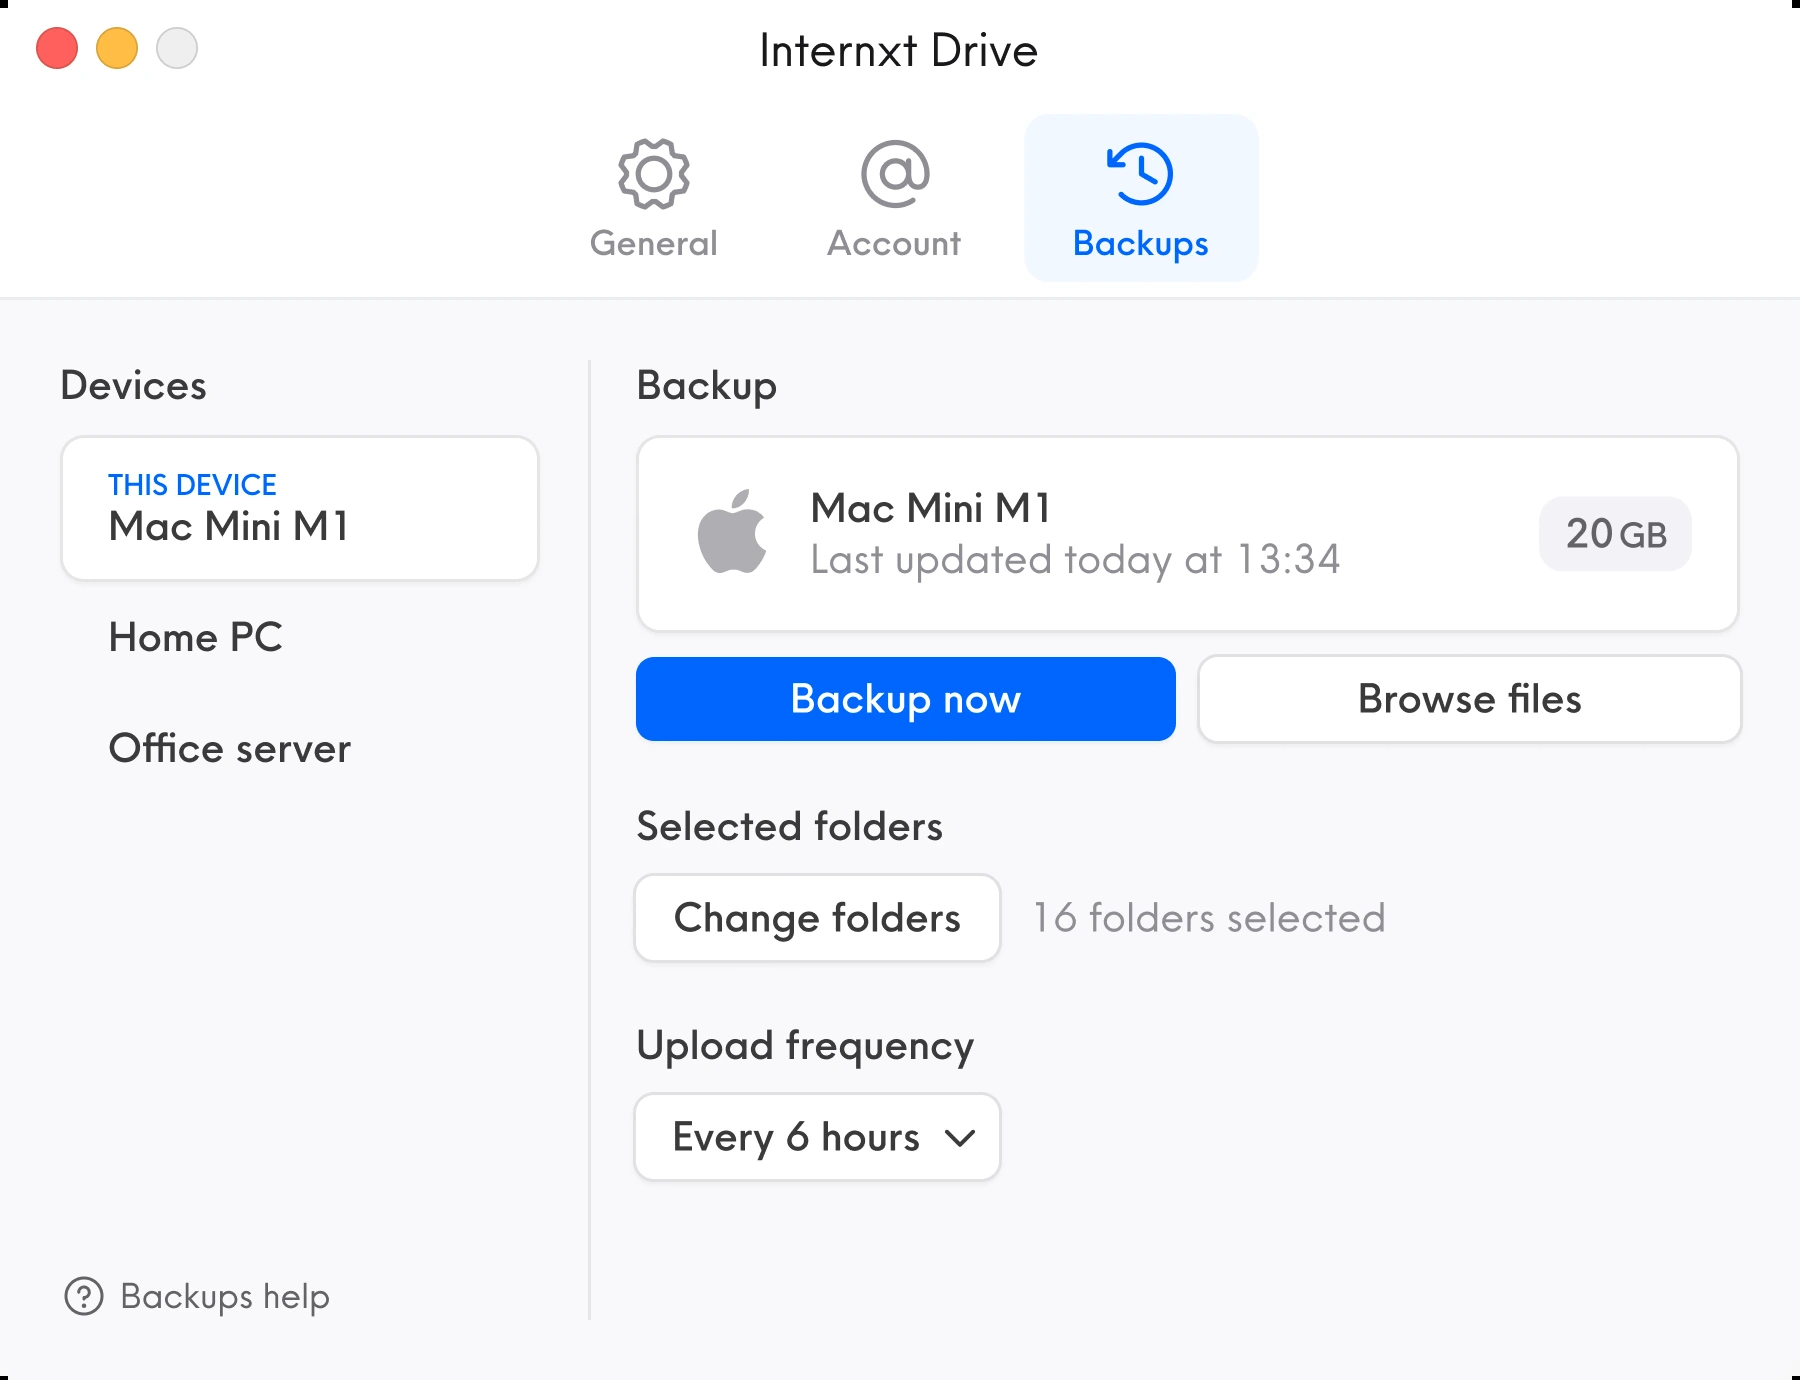 Internxt Drive
General
Account
Backups
Devices
THIS DEVICE
Mac Mini M1
Home PC
Office server
Backups help
Backup
Mac Mini M1
Last updated today at 13:34
20 GB
Backup now
Browse files
Selected folders
Change folders
16 folders selected
Upload frequency
Every 6 hours